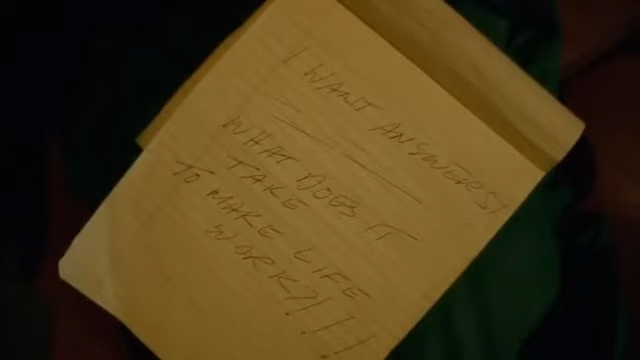 I WANT ANSWERS!
WHAT DOES IT
TAKE
TO MAKE LIFE
WORK?!!!